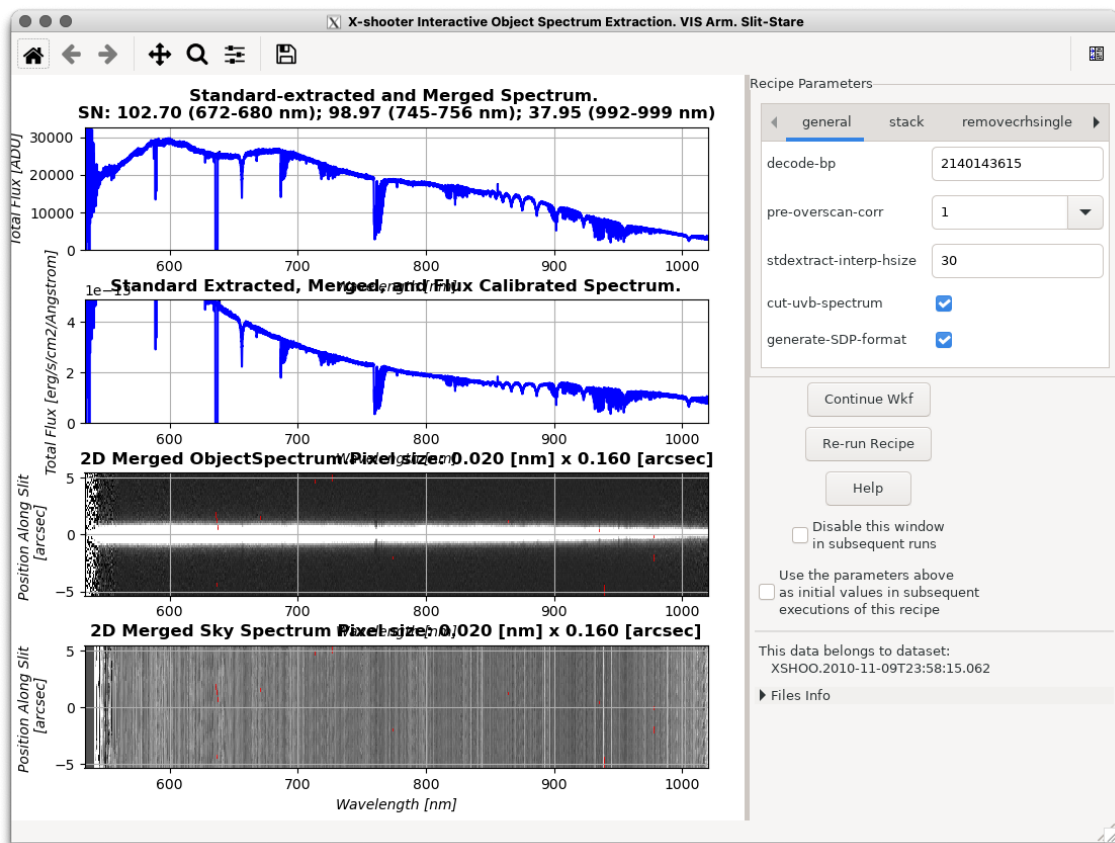 X-shooter Interactive Object Spectrum Extraction. VIS Arm. Slit-Stare
Standard-extracted and Merged Spectrum.
SN: 102.70 (672-680 nm); 98.97 (745-756 nm); 37.95 (992-999 nm)
Total Flux [ADU]
30000
20000
10000
0
600
700
800
900
1000
Wavelength [nm]
Standard Extracted, Merged, and Flux Calibrated Spectrum.
Total Flux [erg/s/cm2/Angstrom]
4
2
0
600
700
800
900
1000
Wavelength [nm]
2D Merged ObjectSpectrum Pixel size: 0.020 [nm] x 0.160 [arcsec]
Position Along Slit
[arcsec]
5
0
−5
600
700
800
900
1000
Wavelength [nm]
2D Merged Sky Spectrum Pixel size: 0.020 [nm] x 0.160 [arcsec]
Position Along Slit
[arcsec]
5
0
−5
600
700
800
900
1000
Wavelength [nm]
Recipe Parameters
general
stack
removecrhsingle
decode-bp
2140143615
pre-overscan-corr
1
stdextract-interp-hsize
30
cut-uvb-spectrum
generate-SDP-format
Continue Wkf
Re-run Recipe
Help
Disable this window
in subsequent runs
Use the parameters above
as initial values in subsequent
executions of this recipe
This data belongs to dataset:
XSHOO.2010-11-09T23:58:15.062
Files Info